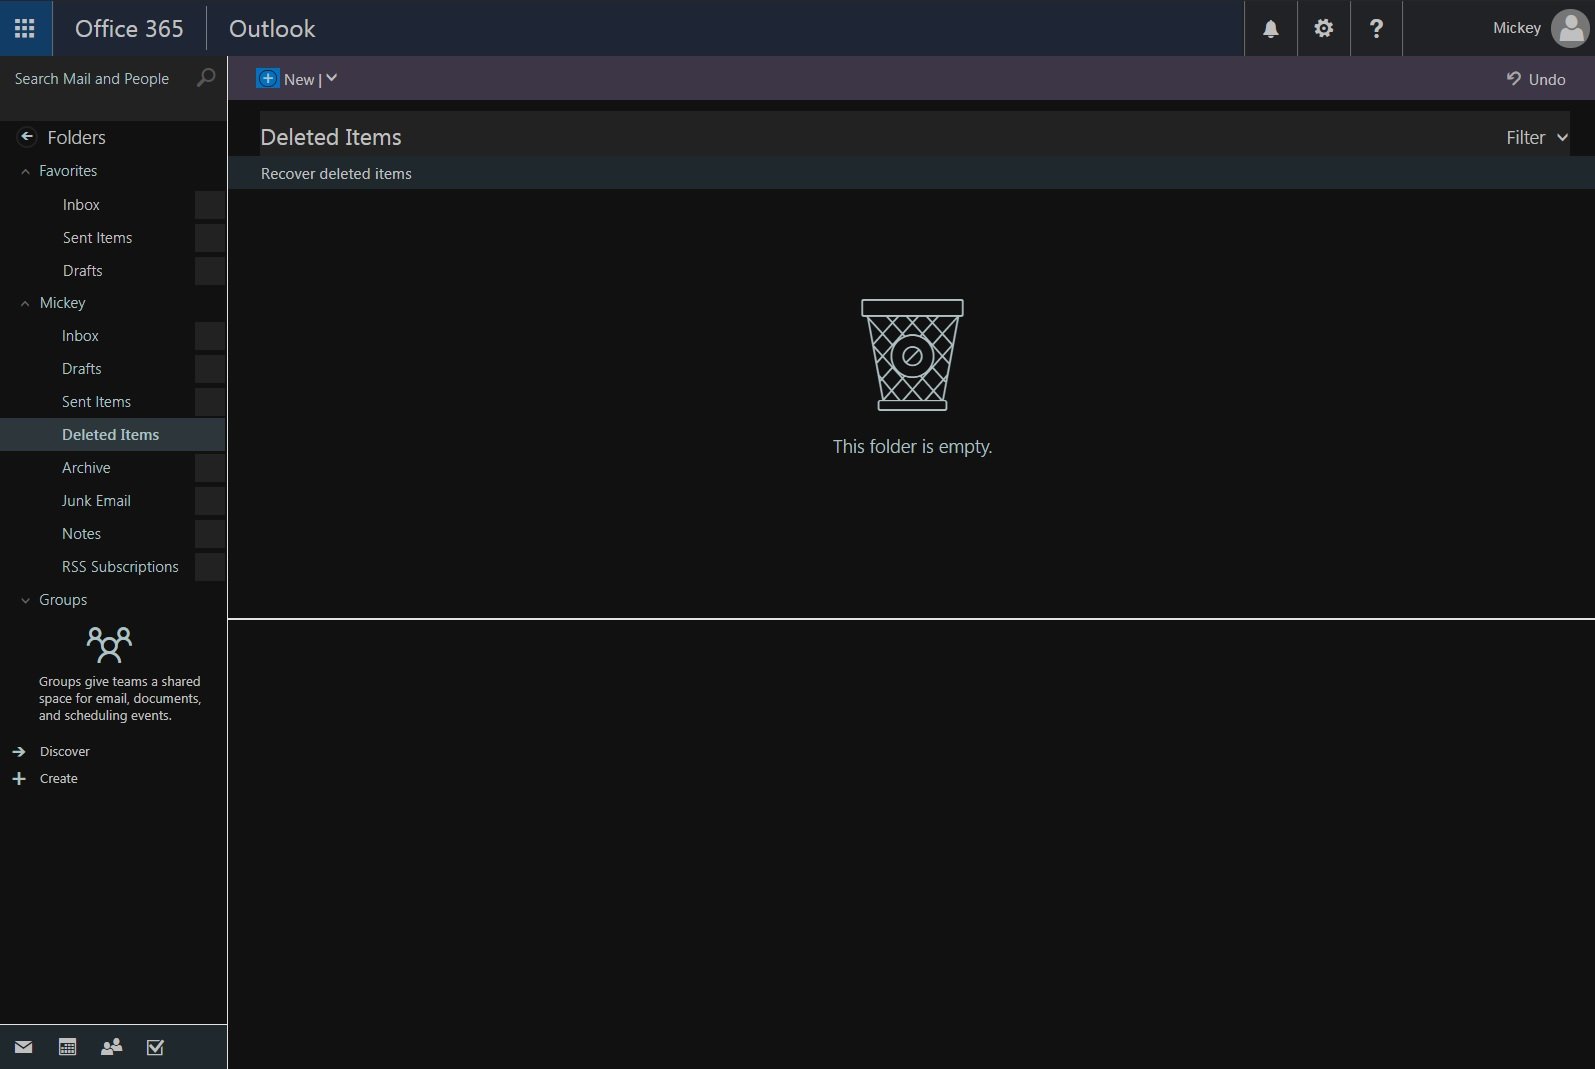 Office 365
Outlook
?
Mickey
Search Mail and People
New |
Undo
Folders
Favorites
Inbox
Sent Items
Drafts
Mickey
Inbox
Drafts
Sent Items
Deleted Items
Archive
Junk Email
Notes
RSS Subscriptions
Groups
Groups give teams a shared
space for email, documents,
and scheduling events.
Discover
Create
Deleted Items
Filter
Recover deleted items
This folder is empty.